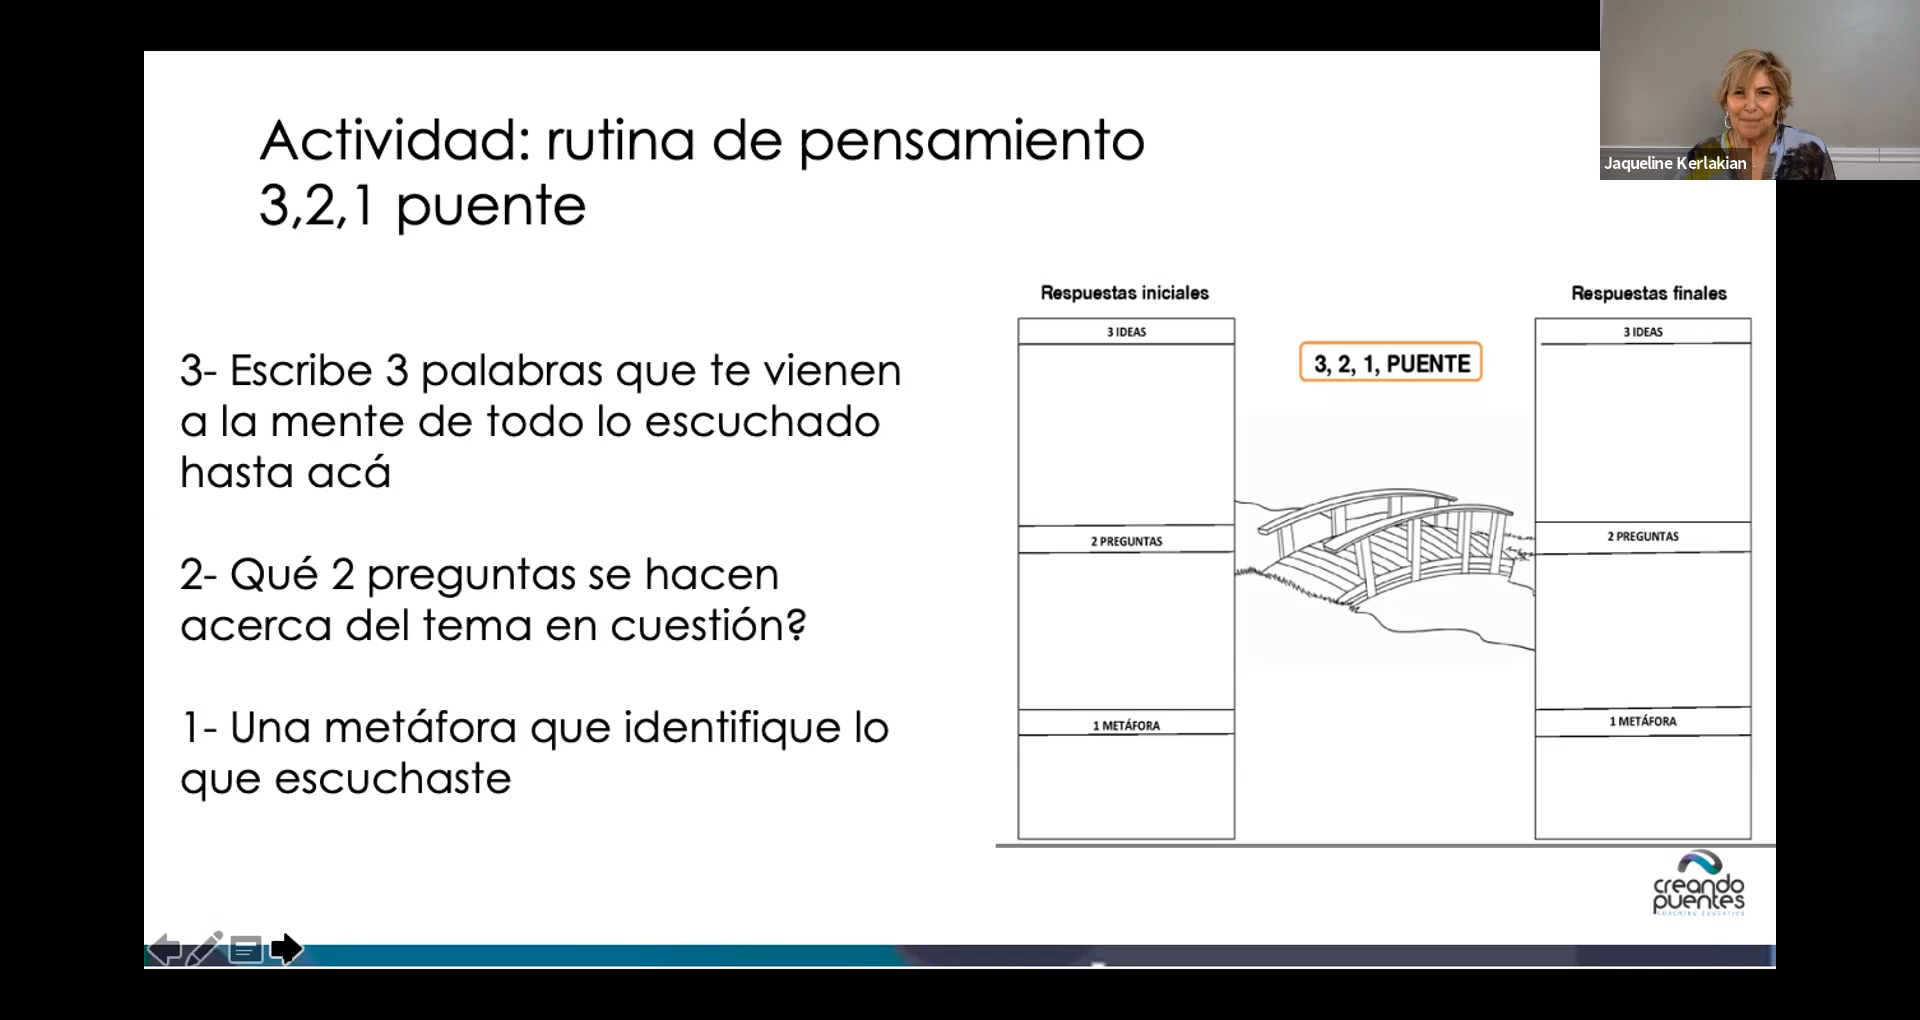 Actividad: rutina de pensamiento
3,2,1 puente
Jaqueline Kerlakian
3- Escribe 3 palabras que te vienen
a la mente de todo lo escuchado
hasta acá
2- Qué 2 preguntas se hacen
acerca del tema en cuestión?
1- Una metáfora que identifique lo
que escuchaste
Respuestas iniciales
3 IDEAS
2 PREGUNTAS
1 METÁFORA
3, 2, 1, PUENTE
Respuestas finales
3 IDEAS
2 PREGUNTAS
1 METÁFORA
creando
puentes
COACHING EDUCATIVO